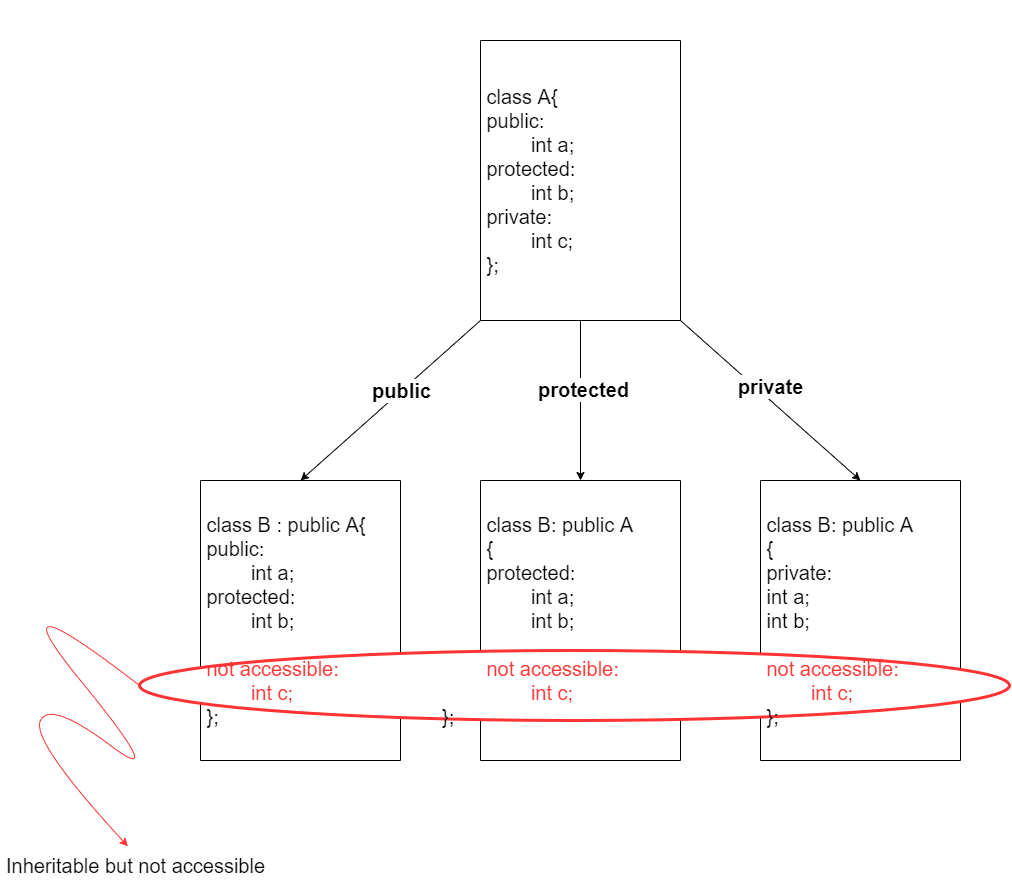 class A{
public:
int a;
protected:
int b;
private:
int c;
};
public
protected
private
class B : public A{
public:
int a;
protected:
int b;
not accessible:
int c;
};
class B: public A
{
protected:
int a;
int b;
not accessible:
int c;
};
class B: public A
{
private:
int a;
int b;
not accessible:
int c;
};
Inheritable but not accessible